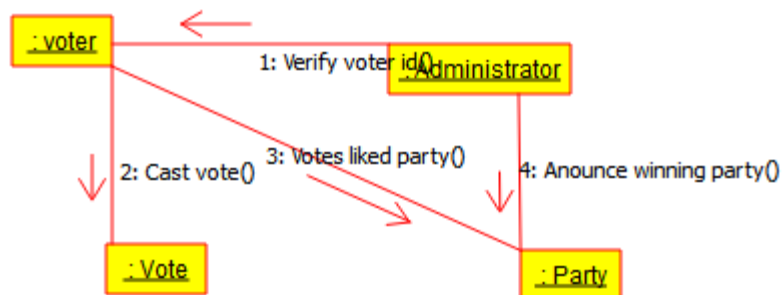 : voter
1: Verify voter id()
: Administrator
3: Votes liked party()
2: Cast vote()
4: Anounce winning party()
: Vote
: Party